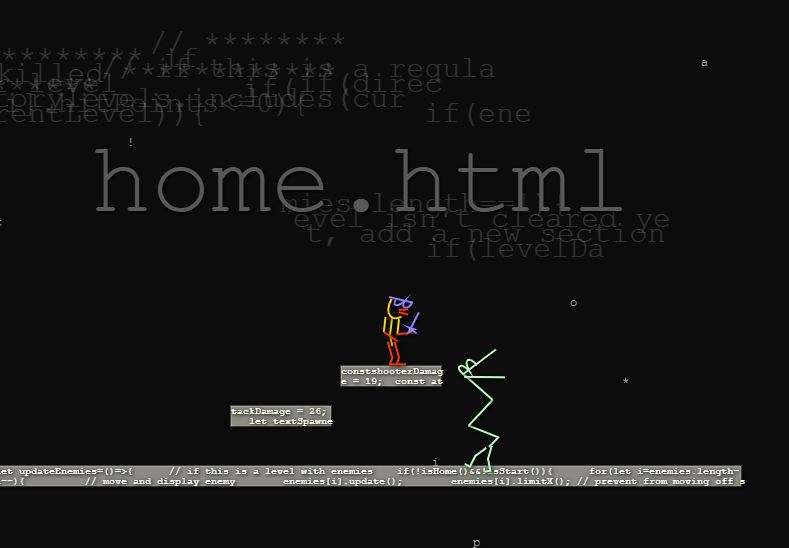 // ********
******** if
// if this is a regula
killed
level
if(if,direc
includes(cur
rentLevel)){
if(ene
a
!
home.html
mies.length==
evel isn't cleared ye
t, add a new section
if(levelDa
o
constshooterDamag
e = 19;  const at
*
tackDamage = 26;
let textSpawne
i
et updateEnemies=()=>{      // if this is a level with enemies    if(!isHome()&&!isStart()){      for(let i=enemies.length-
--){          // move and display enemy        enemies[i].update();        enemies[i].limitX(); // prevent from moving off s
p